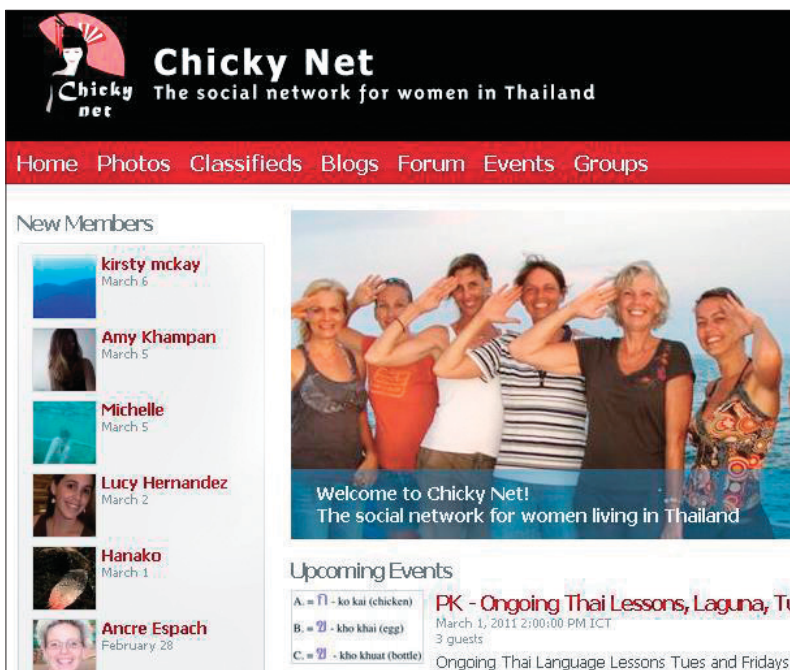 Chicky
net
Chicky Net
The social network for women in Thailand
Home Photos Classifieds Blogs Forum Events Groups
New Members
kirsty mckay
March 6
Amy Khampan
March 5
Michelle
March 5
Lucy Hernandez
March 2
Hanako
March 1
Ancre Espach
February 28
Welcome to Chicky Net!
The social network for women living in Thailand
Upcoming Events
A. = ก - ko kai (chicken)
B. = ข - kho khai (egg)
C. = ฃ - kho khuat (bottle)
PK - Ongoing Thai Lessons, Laguna,
March 1, 2011 2:00:00 PM ICT
3 guests
Ongoing Thai Language Lessons Tues and Fridays